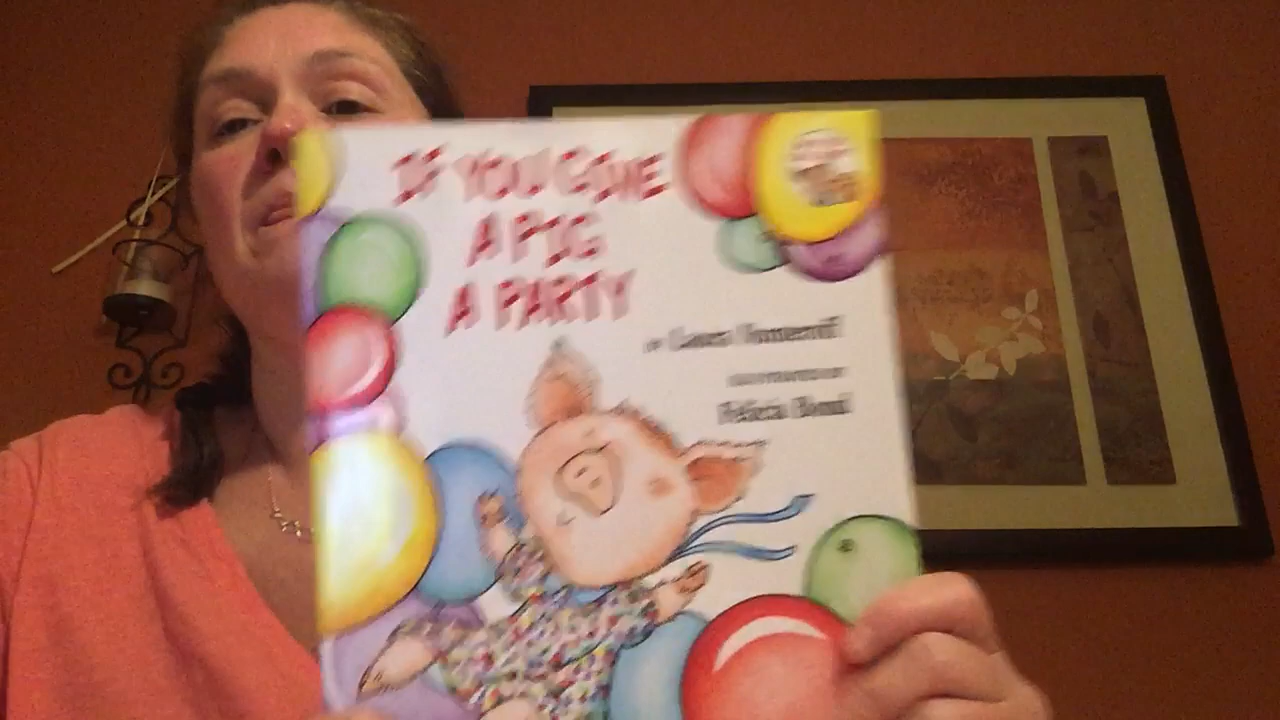 IF YOU GIVE
A PIG
A PARTY
BY Laura Numeroff
ILLUSTRATED BY
Felicia Bond